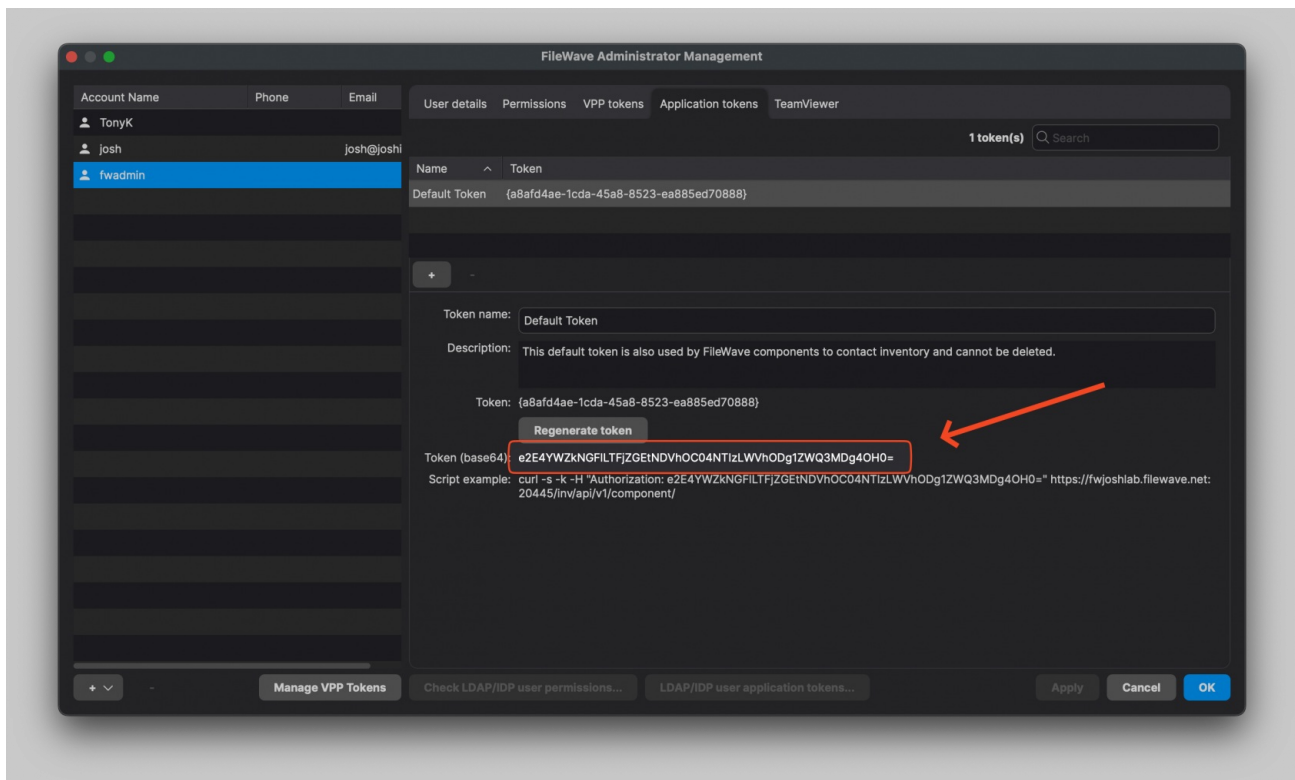 FileWave Administrator Management
Account Name Phone Email
TonyK
josh josh@joshi
fwadmin
Manage VPP Tokens
User details Permissions VPP tokens Application tokens TeamViewer
1 token(s) Search
Name Token
Default Token {a8afd4ae-1cda-45a8-8523-ea885ed70888}
+ -
Token name: Default Token
Description: This default token is also used by FileWave components to contact inventory and cannot be deleted.
Token: {a8afd4ae-1cda-45a8-8523-ea885ed70888}
Regenerate token
Token (base64): e2E4YWZkNGFlLTFjZGEtNDVhOC04NTIzLWVhODg1ZWQ3MDg4OH0=
Script example: curl -s -k -H "Authorization: e2E4YWZkNGFlLTFjZGEtNDVhOC04NTIzLWVhODg1ZWQ3MDg4OH0=" https://fwjoshlab.filewave.net:
20445/inv/api/v1/component/
Check LDAP/IDP user permissions... LDAP/IDP user application tokens... Apply Cancel OK